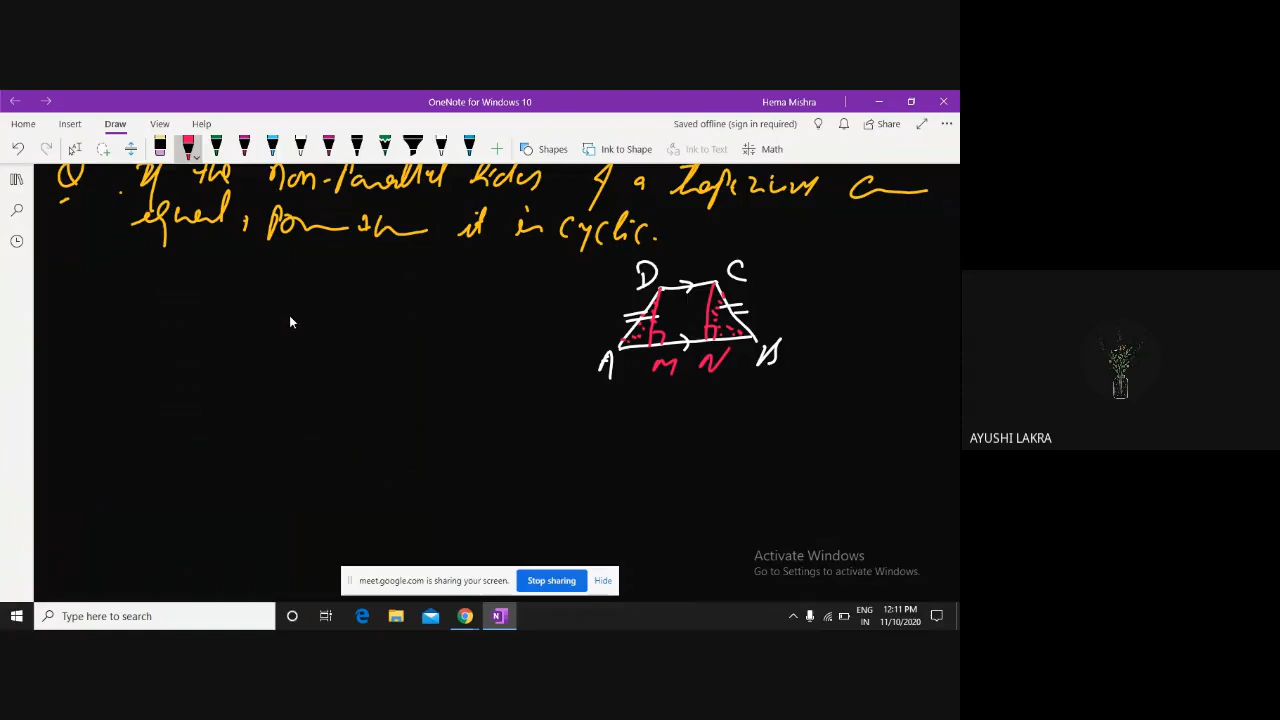 OneNote for Windows 10
Hema Mishra
Home Insert Draw View Help
Saved offline (sign in required)
Share
Shapes
Ink to Shape
Ink to Text
Math
Q. If the non-parallel sides of a trapezium
equal, it is cyclic.
D C
A M N B
AYUSHI LAKRA
Activate Windows
Go to Settings to activate Windows.
meet.google.com is sharing your screen.
Stop sharing
Hide
Type here to search
N
ENG
IN
12:11 PM
11/10/2020